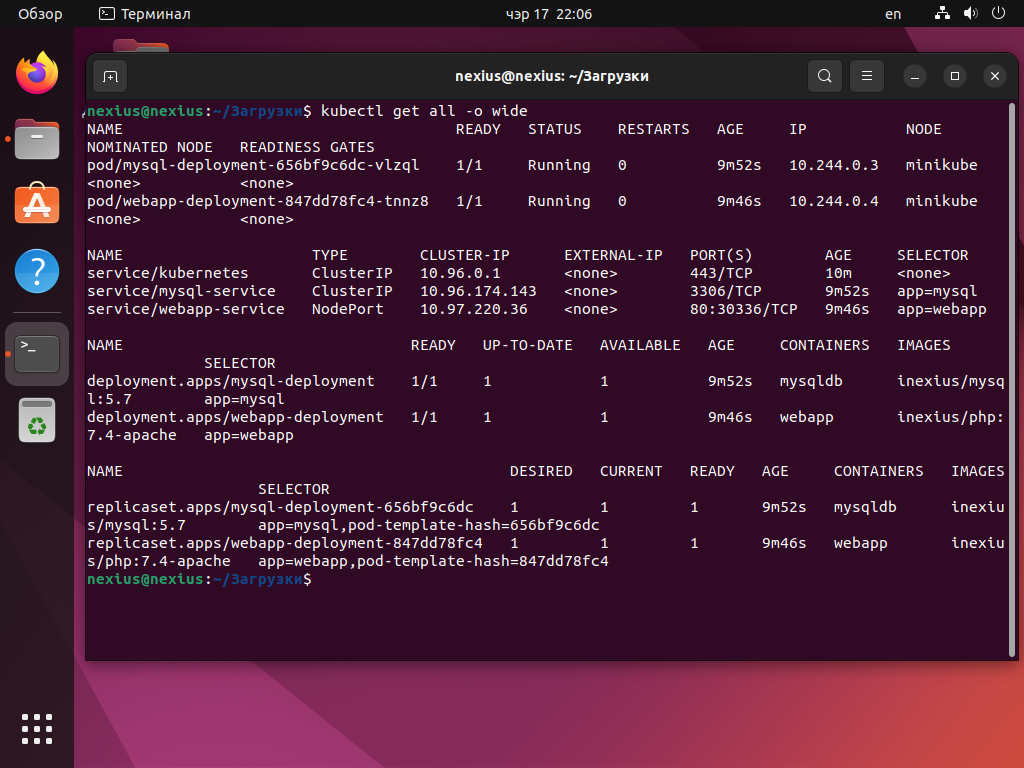 Обзор Терминал чэр 17 22:06 en
nexius@nexius: ~/Загрузки
nexius@nexius:~/Загрузки$ kubectl get all -o wide
NAME READY STATUS RESTARTS AGE IP NODE
NOMINATED NODE READINESS GATES
pod/mysql-deployment-656bf9c6dc-vlzql 1/1 Running 0 9m52s 10.244.0.3 minikube
<none> <none>
pod/webapp-deployment-847dd78fc4-tnnz8 1/1 Running 0 9m46s 10.244.0.4 minikube
<none> <none>
NAME TYPE CLUSTER-IP EXTERNAL-IP PORT(S) AGE SELECTOR
service/kubernetes ClusterIP 10.96.0.1 <none> 443/TCP 10m <none>
service/mysql-service ClusterIP 10.96.174.143 <none> 3306/TCP 9m52s app=mysql
service/webapp-service NodePort 10.97.220.36 <none> 80:30336/TCP 9m46s app=webapp
NAME READY UP-TO-DATE AVAILABLE AGE CONTAINERS IMAGES
SELECTOR
deployment.apps/mysql-deployment 1/1 1 1 9m52s mysqldb inexius/mysq
l:5.7 app=mysql
deployment.apps/webapp-deployment 1/1 1 1 9m46s webapp inexius/php:
7.4-apache app=webapp
NAME DESIRED CURRENT READY AGE CONTAINERS IMAGES
SELECTOR
replicaset.apps/mysql-deployment-656bf9c6dc 1 1 1 9m52s mysqldb inexiu
s/mysql:5.7 app=mysql,pod-template-hash=656bf9c6dc
replicaset.apps/webapp-deployment-847dd78fc4 1 1 1 9m46s webapp inexiu
s/php:7.4-apache app=webapp,pod-template-hash=847dd78fc4
nexius@nexius:~/Загрузки$